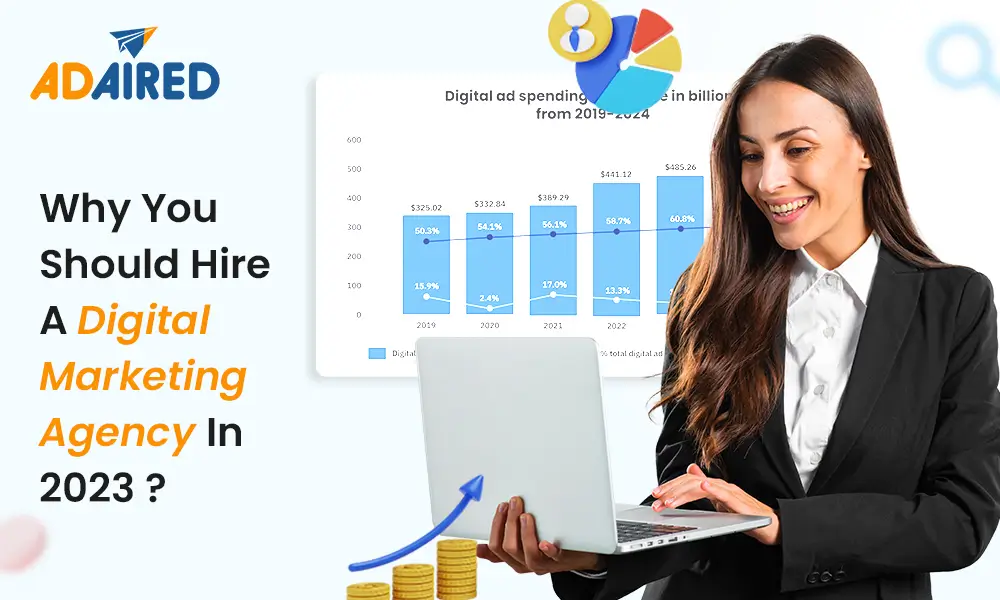 ADAIRED
Why You
Should Hire
A Digital
Marketing
Agency In
2023 ?
Digital ad spending e in billion
from 2019-2024
600
500
400
300
200
100
0
$325.02
$332.84
$389.29
$441.12
$485.26
50.3%
54.1%
56.1%
58.7%
60.8%
15.9%
2.4%
17.0%
13.3%
2019
2020
2021
2022
Digital
% total digital ad